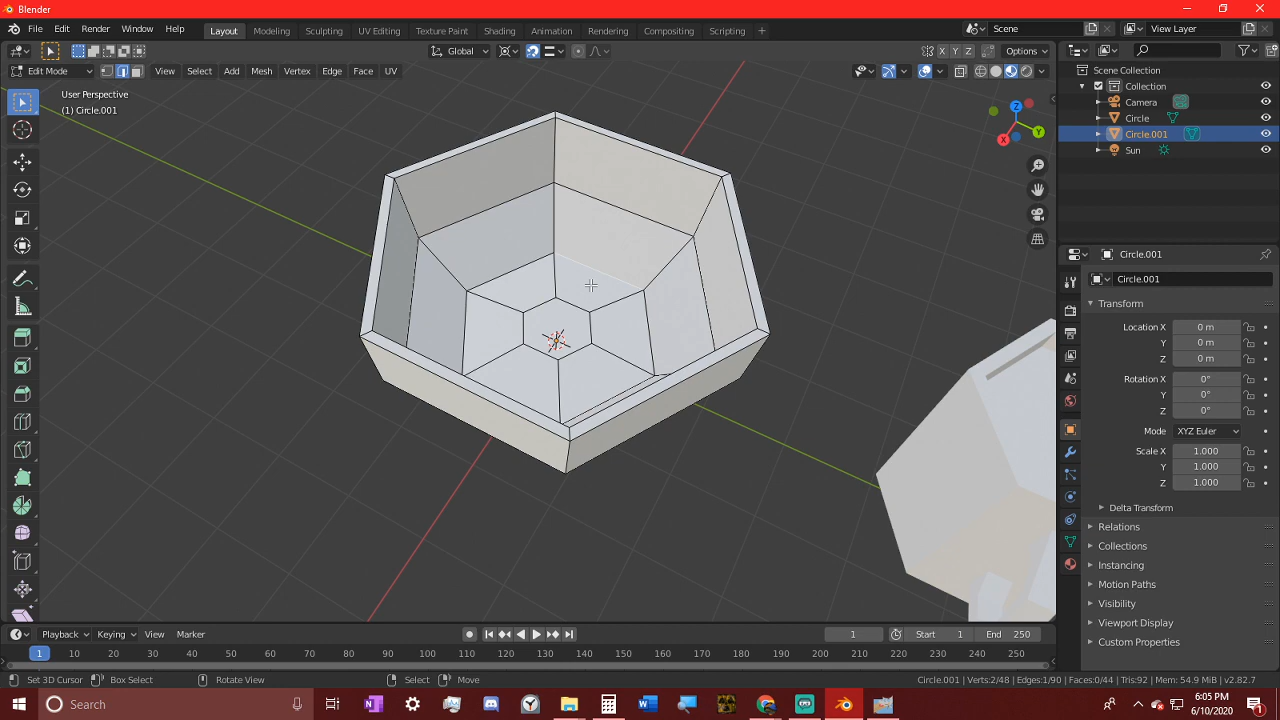 Blender
File Edit Render Window Help
Layout Modeling Sculpting UV Editing Texture Paint Shading Animation Rendering Compositing Scripting +
Scene
View Layer
Global
X Y Z
Options
Edit Mode
View Select Add Mesh Vertex Edge Face UV
User Perspective
(1) Circle.001
Z
Y
X
Scene Collection
Collection
Camera
Circle
Circle.001
Sun
Circle.001
Circle.001
Transform
Location X 0 m
Y 0 m
Z 0 m
Rotation X 0°
Y 0°
Z 0°
Mode XYZ Euler
Scale X 1.000
Y 1.000
Z 1.000
Delta Transform
Relations
Collections
Instancing
Motion Paths
Visibility
Viewport Display
Custom Properties
Playback Keying View Marker
1
Start 1
End 250
1 10 20 30 40 50 60 70 80 90 100 110 120 130 140 150 160 170 180 190 200 210 220 230 240 250
Set 3D Cursor Box Select Rotate View Select Move
Circle.001 | Verts:2/48 | Edges:1/90 | Faces:0/44 | Tris:92 | Mem: 54.9 MiB | v2.82.7
Search
6:05 PM
6/10/2020
1